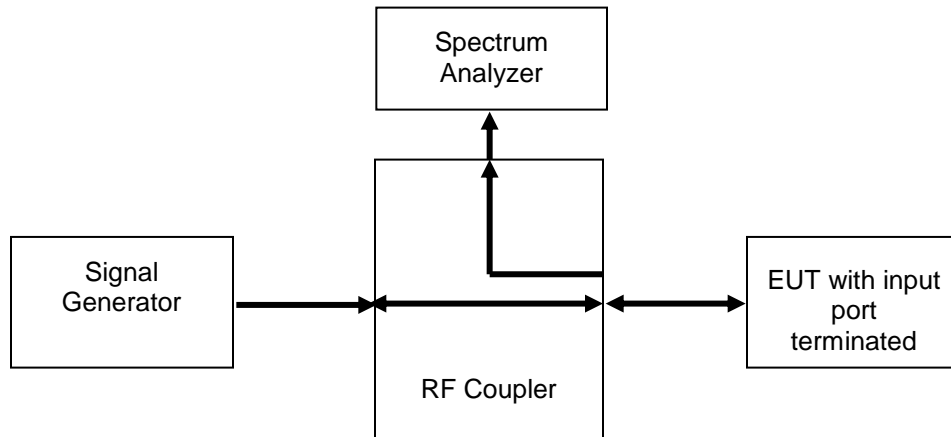 Spectrum
Analyzer
Signal
Generator
EUT with input
port
terminated
RF Coupler